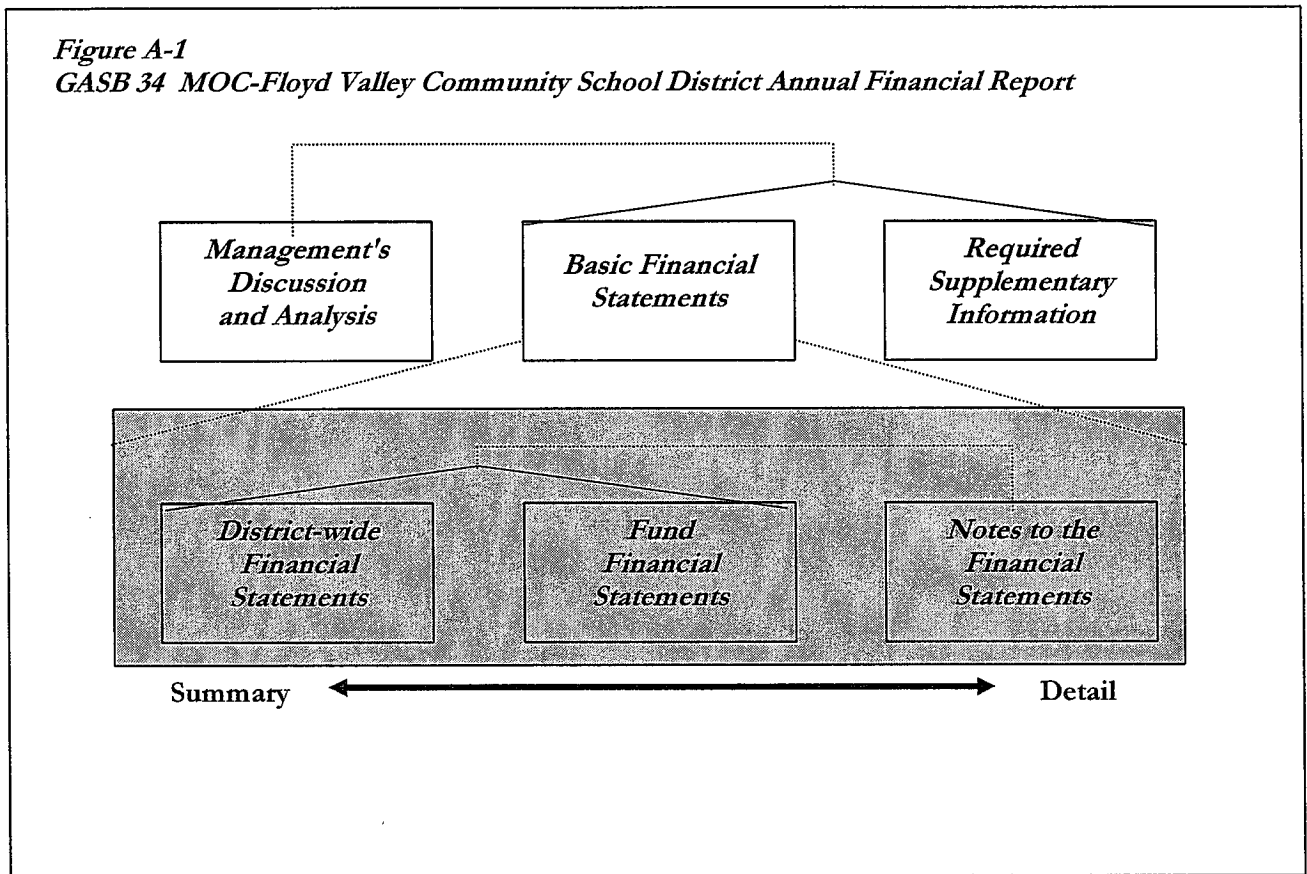 Figure A-1
GASB 34 MOC-Floyd Valley Community School District Annual Financial Report
Management's
Discussion
and Analysis
Basic Financial
Statements
Required
Supplementary
Information
District-wide
Financial
Statements
Fund
Financial
Statements
Notes to the
Financial
Statements
Summary
Detail